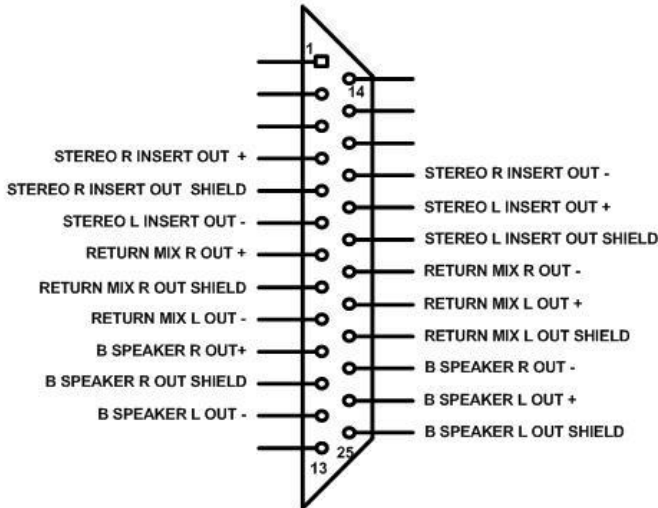 1
14
STEREO R INSERT OUT +
STEREO R INSERT OUT -
STEREO R INSERT OUT SHIELD
STEREO L INSERT OUT +
STEREO L INSERT OUT -
STEREO L INSERT OUT SHIELD
RETURN MIX R OUT +
RETURN MIX R OUT -
RETURN MIX R OUT SHIELD
RETURN MIX L OUT +
RETURN MIX L OUT -
RETURN MIX L OUT SHIELD
B SPEAKER R OUT+
B SPEAKER R OUT -
B SPEAKER R OUT SHIELD
B SPEAKER L OUT +
B SPEAKER L OUT -
B SPEAKER L OUT SHIELD
25
13